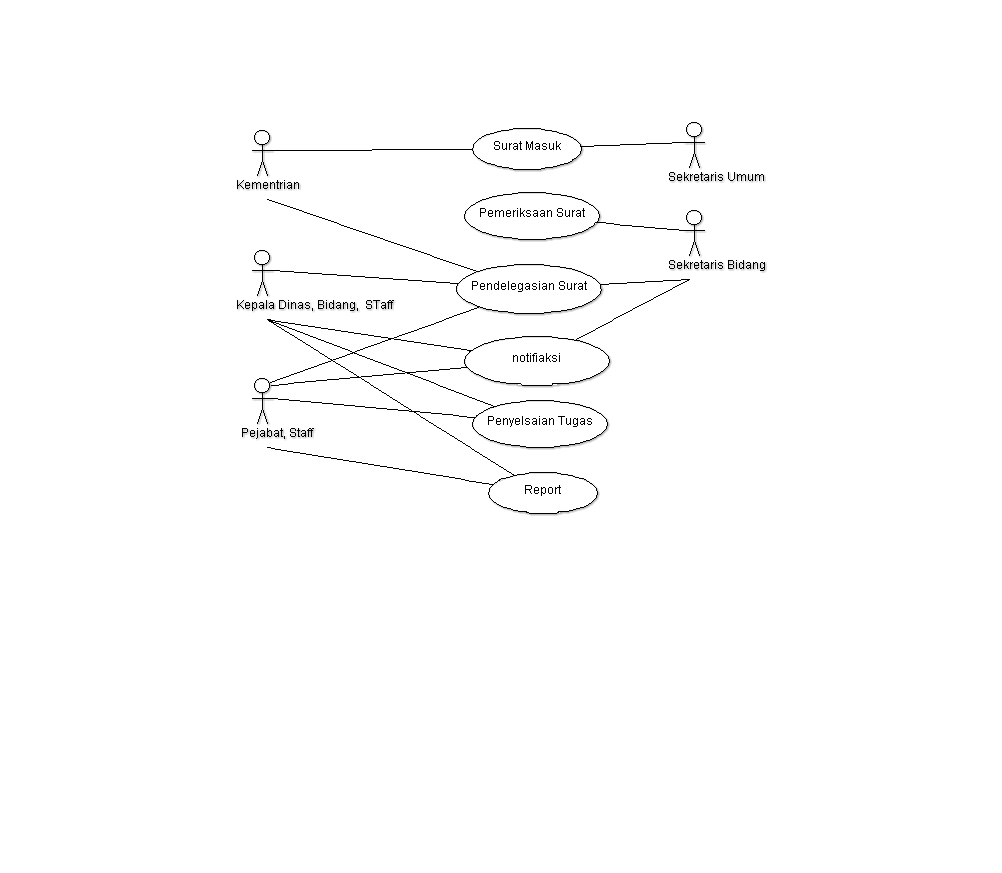 Surat Masuk
Kementrian
Sekretaris Umum
Pemeriksaan Surat
Sekretaris Bidang
Pendelegasian Surat
Kepala Dinas, Bidang, STaff
notifiaksi
Penyelsaian Tugas
Pejabat, Staff
Report